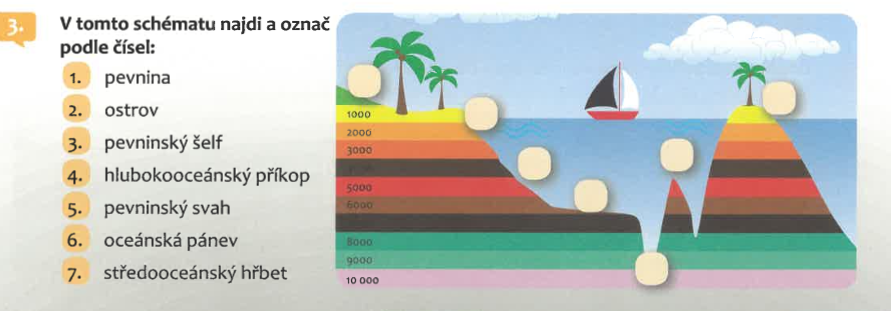 3.
V tomto schématu najdi a označ
podle čísel:
1. pevnina
2. ostrov
3. pevninský šelf
4. hlubokooceánský příkop
5. pevninský svah
6. oceánská pánev
7. středooceánský hřbet
1000
2000
3000
5000
6000
8000
9000
10 000